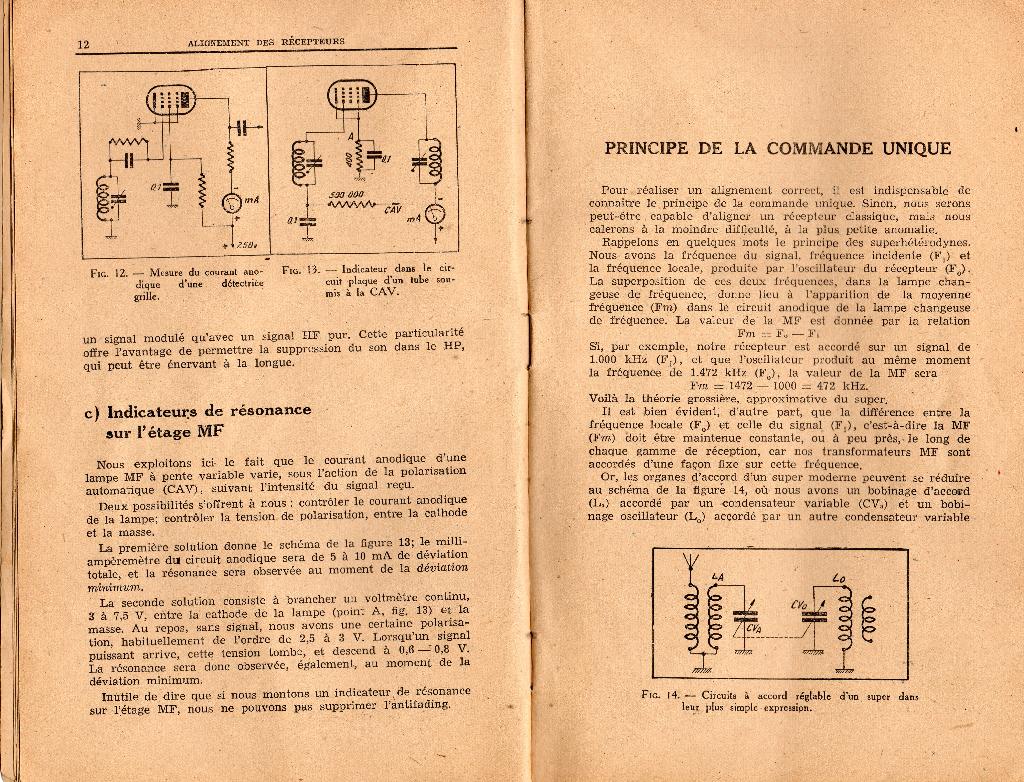 12 ALIGNEMENT DES RÉCEPTEURS
0,1
mA
+ 250v
A
400
0,1
500 000
CAV
0,1
mA
FIG. 12. — Mesure du courant ano-
dique d'une détectrice
grille.
FIG. 13. — Indicateur dans le cir-
cuit plaque d'un tube sou-
mis à la CAV.
un signal modulé qu'avec un signal HF pur. Cette particularité
offre l'avantage de permettre la suppression du son dans le HP,
qui peut être énervant à la longue.
c) Indicateurs de résonance
sur l'étage MF
Nous exploitons ici le fait que le courant anodique d'une
lampe MF à pente variable varie, sous l'action de la polarisation
automatique (CAV), suivant l'intensité du signal reçu.
Deux possibilités s'offrent à nous : contrôler le courant anodique
de la lampe; contrôler la tension de polarisation, entre la cathode
et la masse.
La première solution donne le schéma de la figure 13; le milli-
ampèremètre du circuit anodique sera de 5 à 10 mA de déviation
totale, et la résonance sera observée au moment de la déviation
minimum.
La seconde solution consiste à brancher un voltmètre continu,
3 à 7,5 V, entre la cathode de la lampe (point A, fig. 13) et la
masse. Au repos, sans signal, nous avons une certaine polarisa-
tion, habituellement de l'ordre de 2,5 à 3 V. Lorsqu'un signal
puissant arrive, cette tension tombe, et descend à 0,6 — 0,8 V.
La résonance sera donc observée, également, au moment de la
déviation minimum.
Inutile de dire que si nous montons un indicateur de résonance
sur l'étage MF, nous ne pouvons pas supprimer l'antifading.
PRINCIPE DE LA COMMANDE UNIQUE
Pour réaliser un alignement correct, il est indispensable de
connaître le principe de la commande unique. Sinon, nous serons
peut-être capable d'aligner un récepteur classique, mais nous
calerons à la moindre difficulté, à la plus petite anomalie.
Rappelons en quelques mots le principe des superhétérodynes.
Nous avons la fréquence du signal, fréquence incidente (F₁) et
la fréquence locale, produite par l'oscillateur du récepteur (Fₒ).
La superposition de ces deux fréquences, dans la lampe chan-
geuse de fréquence, donne lieu à l'apparition de la moyenne
fréquence (Fm) dans le circuit anodique de la lampe changeuse
de fréquence. La valeur de la MF est donnée par la relation
Fm = Fₒ — F₁
Si, par exemple, notre récepteur est accordé sur un signal de
1.000 kHz (F₁), et que l'oscillateur produit au même moment
la fréquence de 1.472 kHz (Fₒ), la valeur de la MF sera
Fm = 1472 — 1000 = 472 kHz.
Voilà la théorie grossière, approximative du super.
Il est bien évident, d'autre part, que la différence entre la
fréquence locale (Fₒ) et celle du signal (F₁), c'est-à-dire la MF
(Fm) doit être maintenue constante, ou à peu près, le long de
chaque gamme de réception, car nos transformateurs MF sont
accordés d'une façon fixe sur cette fréquence.
Or, les organes d'accord d'un super moderne peuvent se réduire
au schéma de la figure 14, où nous avons un bobinage d'accord
(Lₐ) accordé par un condensateur variable (CVₐ) et un bobi-
nage oscillateur (Lₒ) accordé par un autre condensateur variable
LA
CVA
CVO
LO
FIG. 14. — Circuits à accord réglable d'un super dans
leur plus simple expression.